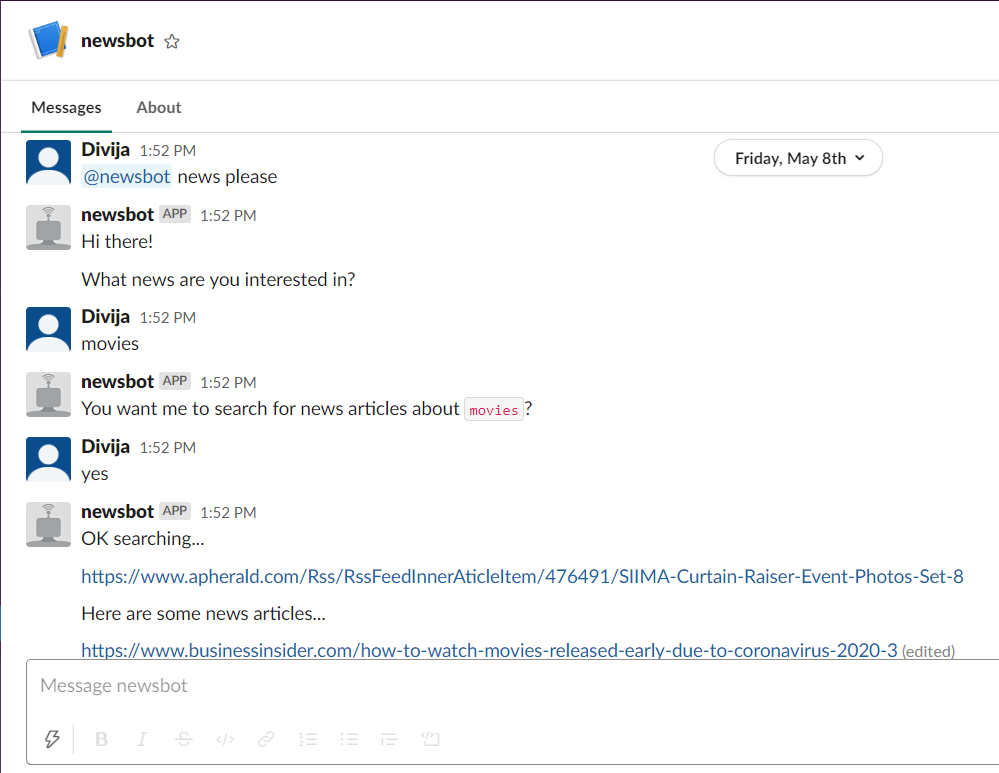 newsbot
Messages About
Divija 1:52 PM
Friday, May 8th
@newsbot news please
newsbot APP 1:52 PM
Hi there!
What news are you interested in?
Divija 1:52 PM
movies
newsbot APP 1:52 PM
You want me to search for news articles about movies?
Divija 1:52 PM
yes
newsbot APP 1:52 PM
OK searching...
https://www.apherald.com/Rss/RssFeedInnerAticleItem/476491/SIIMA-Curtain-Raiser-Event-Photos-Set-8
Here are some news articles...
https://www.businessinsider.com/how-to-watch-movies-released-early-due-to-coronavirus-2020-3 (edited)
Message newsbot